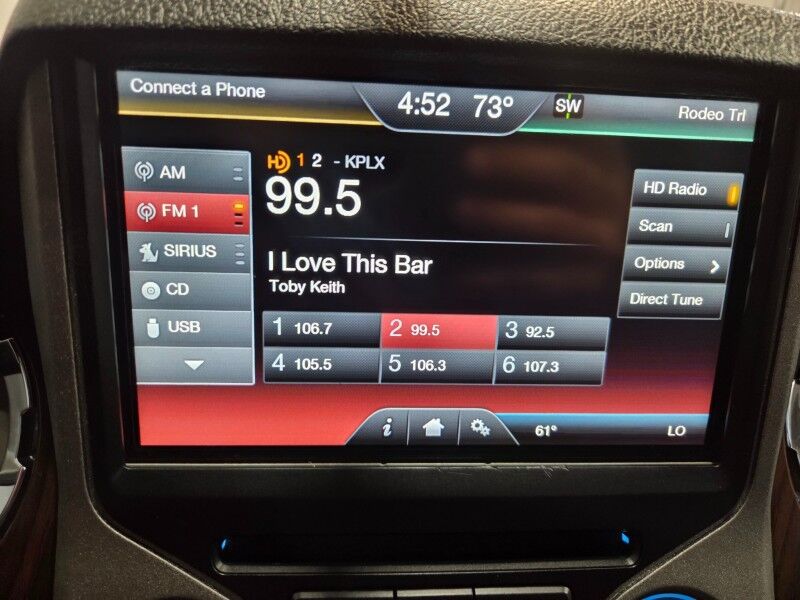 Connect a Phone
4:52 73° SW
Rodeo Trl
AM
FM 1
SIRIUS
CD
USB
HD 1 2 - KPLX
99.5
I Love This Bar
Toby Keith
1 106.7
2 99.5
3 92.5
4 105.5
5 106.3
6 107.3
HD Radio
Scan
Options
Direct Tune
i
61°
LO